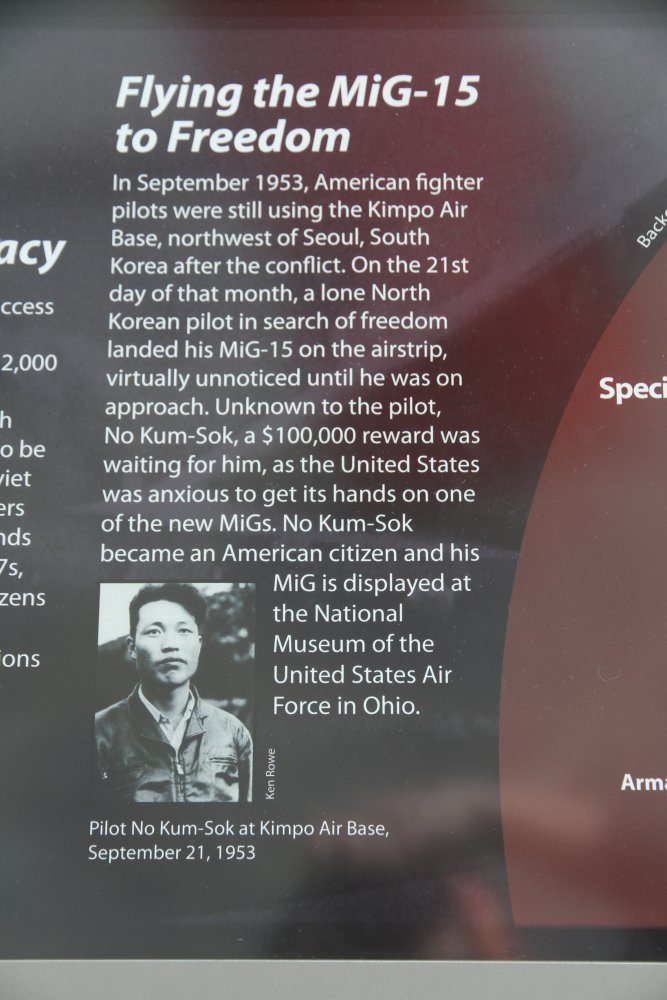 Flying the MiG-15
to Freedom
In September 1953, American fighter
pilots were still using the Kimpo Air
Base, northwest of Seoul, South
Korea after the conflict. On the 21st
day of that month, a lone North
Korean pilot in search of freedom
landed his MiG-15 on the airstrip,
virtually unnoticed until he was on
approach. Unknown to the pilot,
No Kum-Sok, a $100,000 reward was
waiting for him, as the United States
was anxious to get its hands on one
of the new MiGs. No Kum-Sok
became an American citizen and his
MiG is displayed at
the National
Museum of the
United States Air
Force in Ohio.
Ken Rowe
Pilot No Kum-Sok at Kimpo Air Base,
September 21, 1953
acy
ccess
2,000
h
o be
viet
ers
nds
7s,
zens
ions
Backg
Speci
Arma